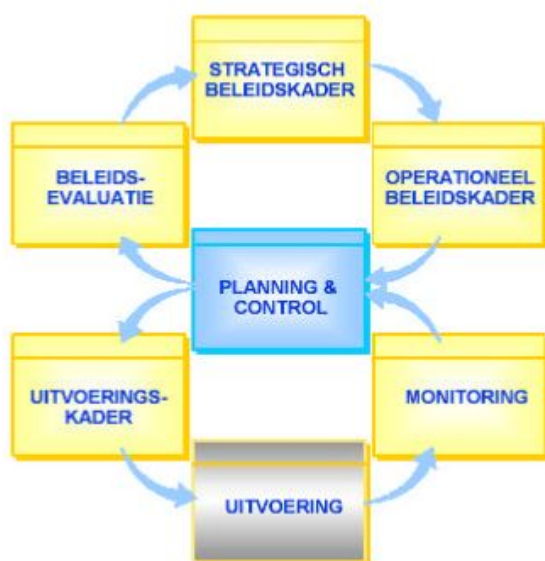 STRATEGISCH
BELEIDSKADER
BELEIDS-
EVALUATIE
OPERATIONEEL
BELEIDSKADER
PLANNING &
CONTROL
UITVOERINGS-
KADER
MONITORING
UITVOERING